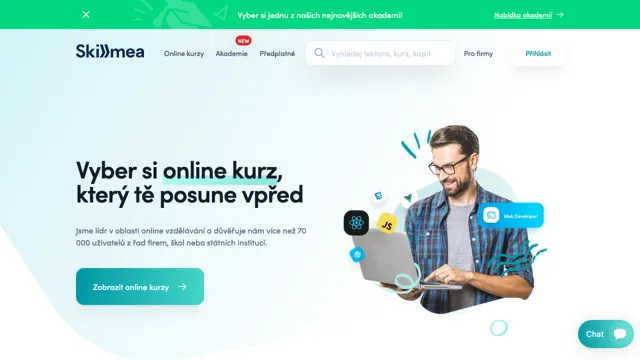 Vyber si jednu z našich nejnovějších akademií
Nabídka akademií
Skillmea
Online kurzy
Akademie
NEW
Předplatné
Vyhledej lektora, kurz, kapit
Pro firmy
Přihlásit
Vyber si online kurz,
který tě posune vpřed
Jsme lídr v oblasti online vzdělávání a důvěřuje nám více než 70
000 uživatelů z řad firem, škol nebo státních institucí.
Zobrazit online kurzy
JS
Web Developer
Chat